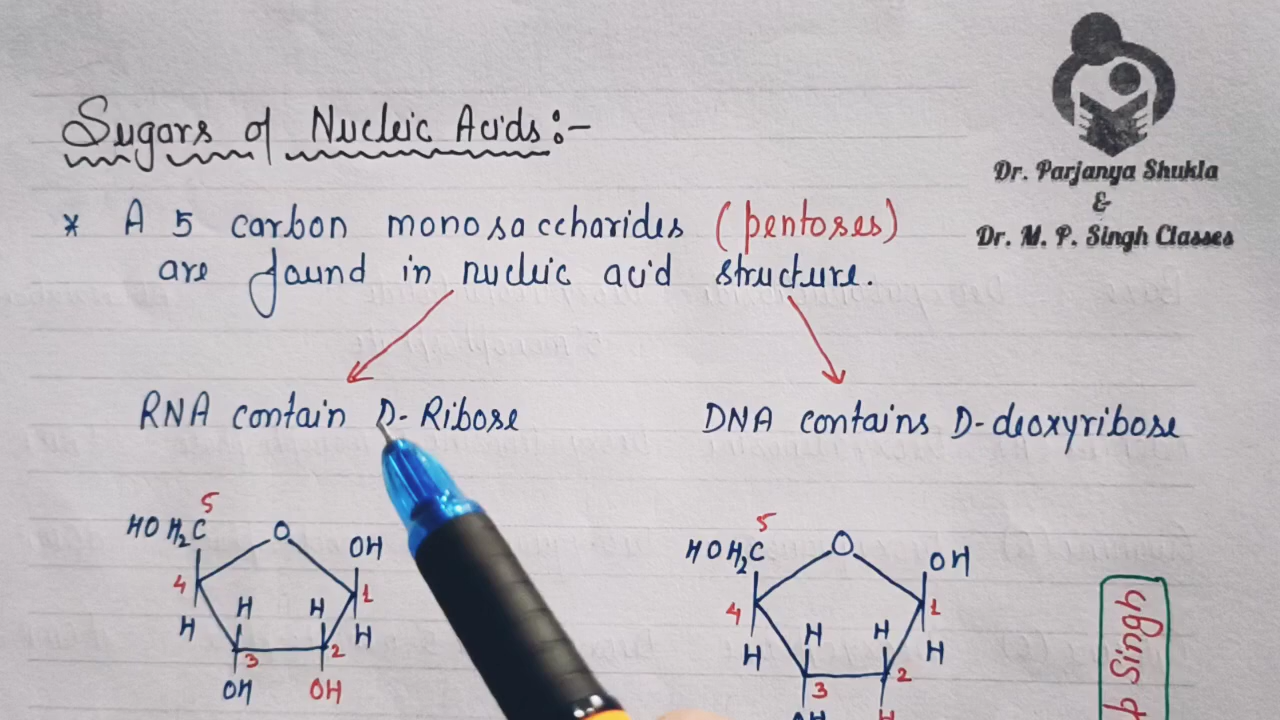 Sugars of Nucleic Acids:-
* A 5 carbon monosaccharides (pentoses)
are found in nucleic acid structure.
Dr. Parjanya Shukla
&
Dr. M. P. Singh Classes
RNA contain D-Ribose
DNA contains D-deoxyribose
5
HOH₂C
O
OH
4
1
H
H
H
H
3
2
OH
OH
5
HOH₂C
O
OH
4
1
H
H
H
H
3
2
OH
H
Singh